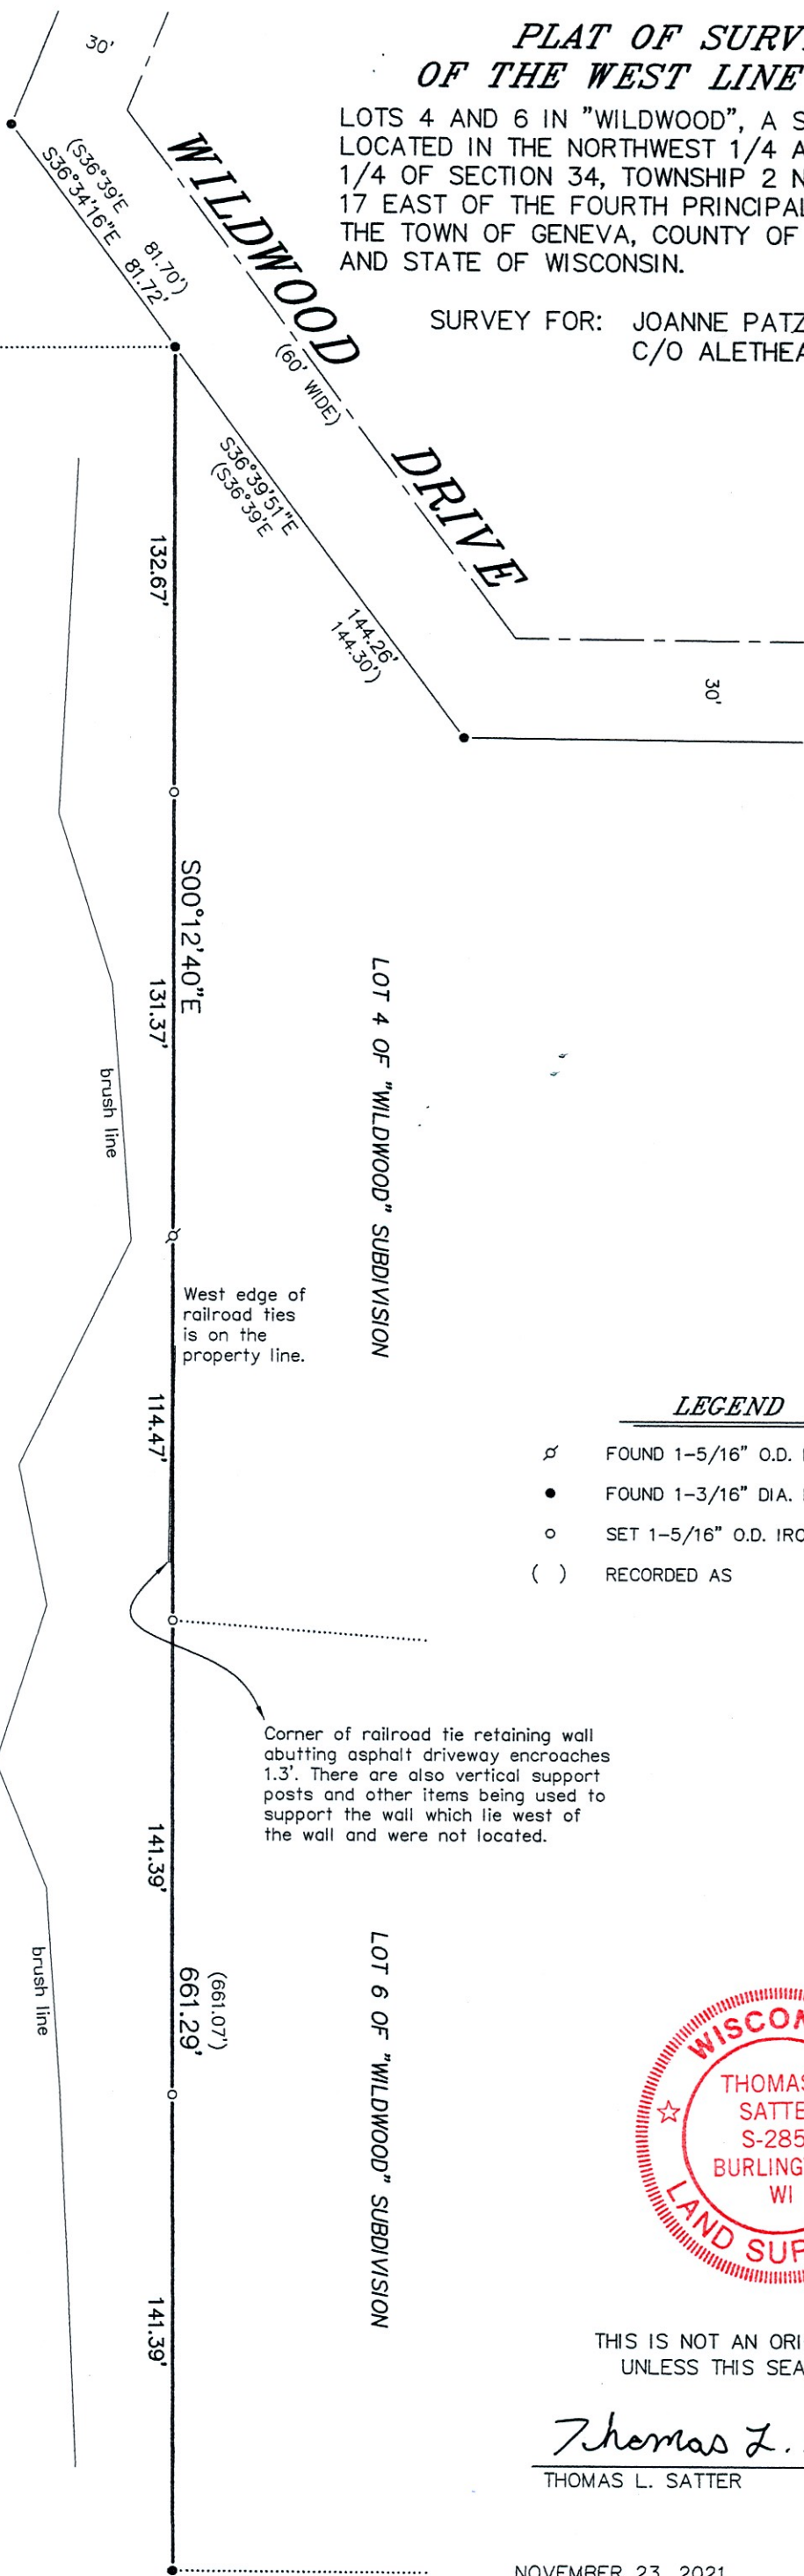 PLAT OF SURV
OF THE WEST LINE
LOTS 4 AND 6 IN "WILDWOOD", A S
LOCATED IN THE NORTHWEST 1/4 A
1/4 OF SECTION 34, TOWNSHIP 2 N
17 EAST OF THE FOURTH PRINCIPAL
THE TOWN OF GENEVA, COUNTY OF
AND STATE OF WISCONSIN.
SURVEY FOR: JOANNE PATZ
C/O ALETHEA
30'
(S36°39'E 81.70')
S36°34'16"E 81.72'
WILDWOOD DRIVE
(60' WIDE)
S36°39'51"E 144.26'
(S36°39'E 144.30')
30'
132.67'
S00°12'40"E
131.37'
brush line
LOT 4 OF "WILDWOOD" SUBDIVISION
West edge of
railroad ties
is on the
property line.
114.47'
LEGEND
FOUND 1-5/16" O.D.
FOUND 1-3/16" DIA.
SET 1-5/16" O.D. IRO
( ) RECORDED AS
Corner of railroad tie retaining wall
abutting asphalt driveway encroaches
1.3'. There are also vertical support
posts and other items being used to
support the wall which lie west of
the wall and were not located.
141.39'
brush line
(661.07')
661.29'
LOT 6 OF "WILDWOOD" SUBDIVISION
141.39'
WISCON
THOMAS
SATTE
S-285
BURLING
WI
LAND SUR
THIS IS NOT AN ORI
UNLESS THIS SEA
Thomas L.
THOMAS L. SATTER
NOVEMBER 23, 2021